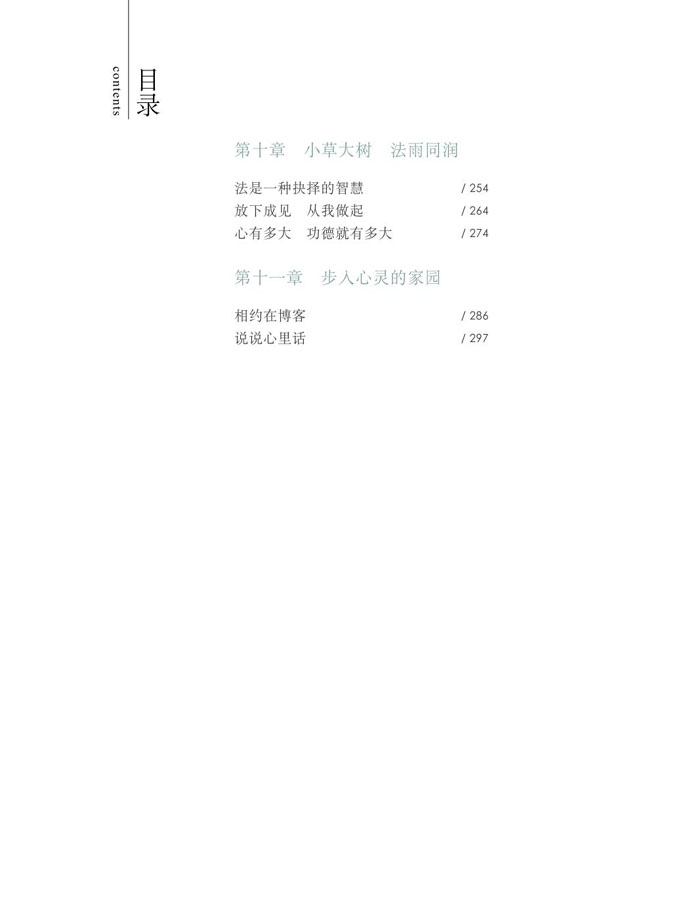 目录
contents
第十章　小草大树　法雨同润
法是一种抉择的智慧 / 254
放下成见　从我做起 / 264
心有多大　功德就有多大 / 274
第十一章　步入心灵的家园
相约在博客 / 286
说说心里话 / 297